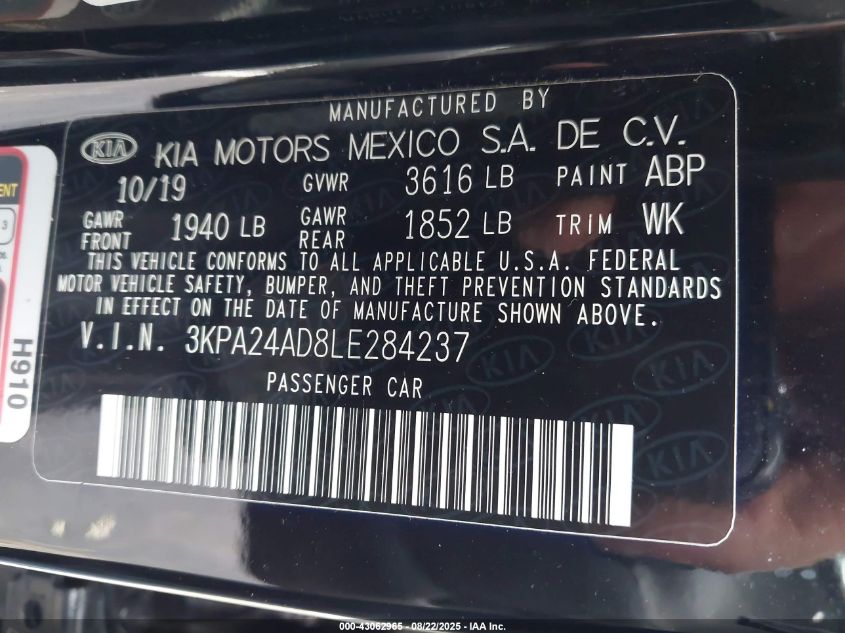 MANUFACTURED BY
KIA KIA MOTORS MEXICO S.A. DE C.V.
10/19 GVWR 3616 LB PAINT ABP
GAWR FRONT 1940 LB GAWR REAR 1852 LB TRIM WK
THIS VEHICLE CONFORMS TO ALL APPLICABLE U.S.A. FEDERAL
MOTOR VEHICLE SAFETY, BUMPER, AND THEFT PREVENTION STANDARDS
IN EFFECT ON THE DATE OF MANUFACTURE SHOWN ABOVE.
V.I.N. 3KPA24AD8LE284237
PASSENGER CAR
H910
000-43062965 - 08/22/2025 - IAA Inc.